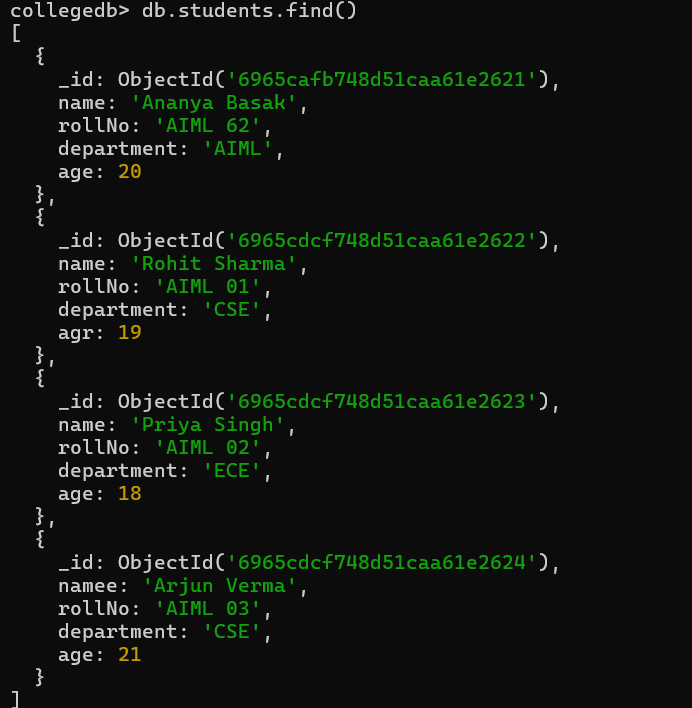 collegedb> db.students.find()
[
  {
    _id: ObjectId('6965cafb748d51caa61e2621'),
    name: 'Ananya Basak',
    rollNo: 'AIML 62',
    department: 'AIML',
    age: 20
  },
  {
    _id: ObjectId('6965cdcf748d51caa61e2622'),
    name: 'Rohit Sharma',
    rollNo: 'AIML 01',
    department: 'CSE',
    agr: 19
  },
  {
    _id: ObjectId('6965cdcf748d51caa61e2623'),
    name: 'Priya Singh',
    rollNo: 'AIML 02',
    department: 'ECE',
    age: 18
  },
  {
    _id: ObjectId('6965cdcf748d51caa61e2624'),
    namee: 'Arjun Verma',
    rollNo: 'AIML 03',
    department: 'CSE',
    age: 21
  }
]